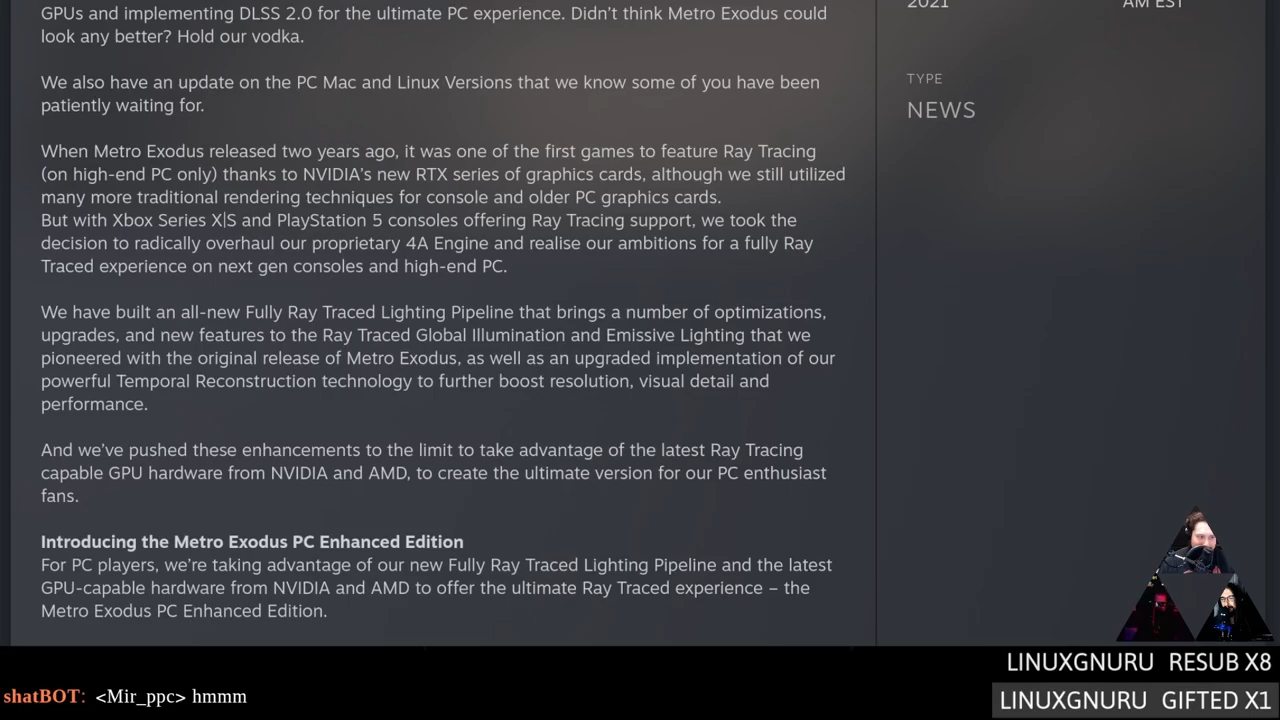 GPUs and implementing DLSS 2.0 for the ultimate PC experience. Didn't think Metro Exodus could
look any better? Hold our vodka.
We also have an update on the PC Mac and Linux Versions that we know some of you have been
patiently waiting for.
When Metro Exodus released two years ago, it was one of the first games to feature Ray Tracing
(on high-end PC only) thanks to NVIDIA's new RTX series of graphics cards, although we still utilized
many more traditional rendering techniques for console and older PC graphics cards.
But with Xbox Series X|S and PlayStation 5 consoles offering Ray Tracing support, we took the
decision to radically overhaul our proprietary 4A Engine and realise our ambitions for a fully Ray
Traced experience on next gen consoles and high-end PC.
We have built an all-new Fully Ray Traced Lighting Pipeline that brings a number of optimizations,
upgrades, and new features to the Ray Traced Global Illumination and Emissive Lighting that we
pioneered with the original release of Metro Exodus, as well as an upgraded implementation of our
powerful Temporal Reconstruction technology to further boost resolution, visual detail and
performance.
And we've pushed these enhancements to the limit to take advantage of the latest Ray Tracing
capable GPU hardware from NVIDIA and AMD, to create the ultimate version for our PC enthusiast
fans.
Introducing the Metro Exodus PC Enhanced Edition
For PC players, we're taking advantage of our new Fully Ray Traced Lighting Pipeline and the latest
GPU-capable hardware from NVIDIA and AMD to offer the ultimate Ray Traced experience – the
Metro Exodus PC Enhanced Edition.
2021 AM EST
TYPE
NEWS
LINUXGNURU RESUB X8
LINUXGNURU GIFTED X1
shatBOT: <Mir_ppc> hmmm